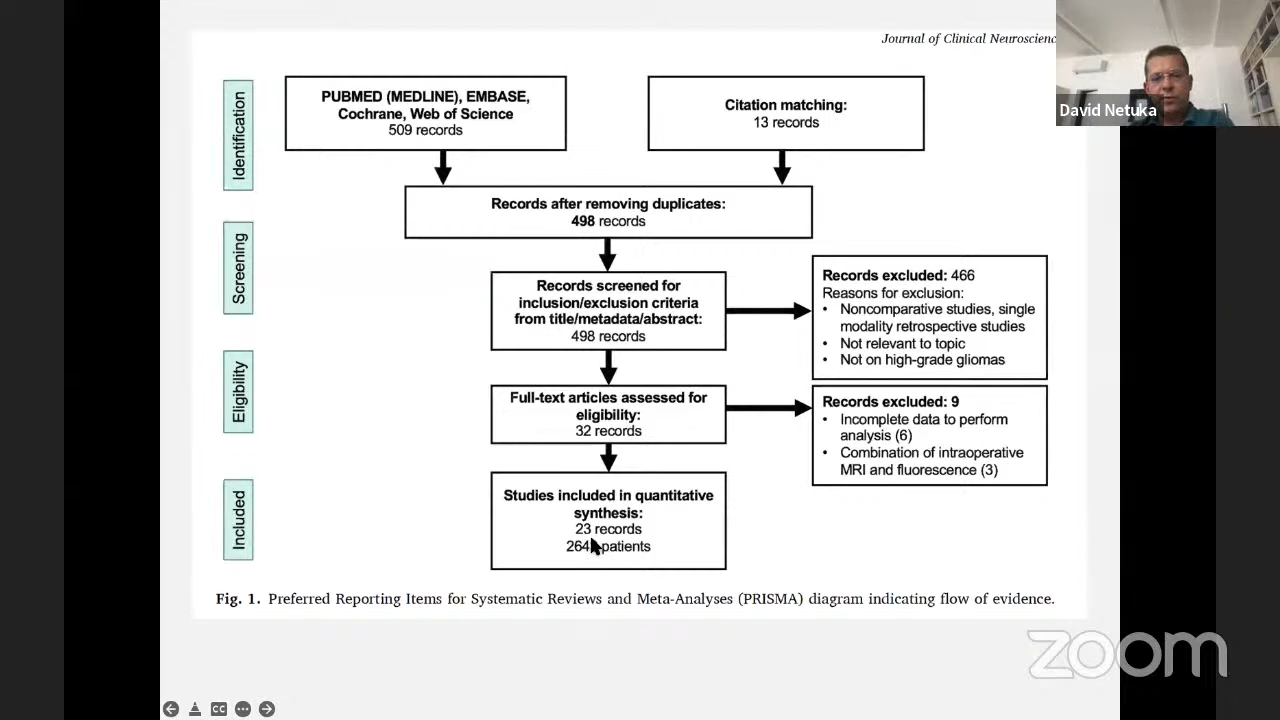 Journal of Clinical Neuroscienc
David Netuka
Identification
PUBMED (MEDLINE), EMBASE,
Cochrane, Web of Science
509 records
Citation matching:
13 records
Records after removing duplicates:
498 records
Screening
Records screened for
inclusion/exclusion criteria
from title/metadata/abstract:
498 records
Records excluded: 466
Reasons for exclusion:
• Noncomparative studies, single
modality retrospective studies
• Not relevant to topic
• Not on high-grade gliomas
Eligibility
Full-text articles assessed for
eligibility:
32 records
Records excluded: 9
• Incomplete data to perform
analysis (6)
• Combination of intraoperative
MRI and fluorescence (3)
Included
Studies included in quantitative
synthesis:
23 records
patients
Fig. 1. Preferred Reporting Items for Systematic Reviews and Meta-Analyses (PRISMA) diagram indicating flow of evidence.
zoom
CC